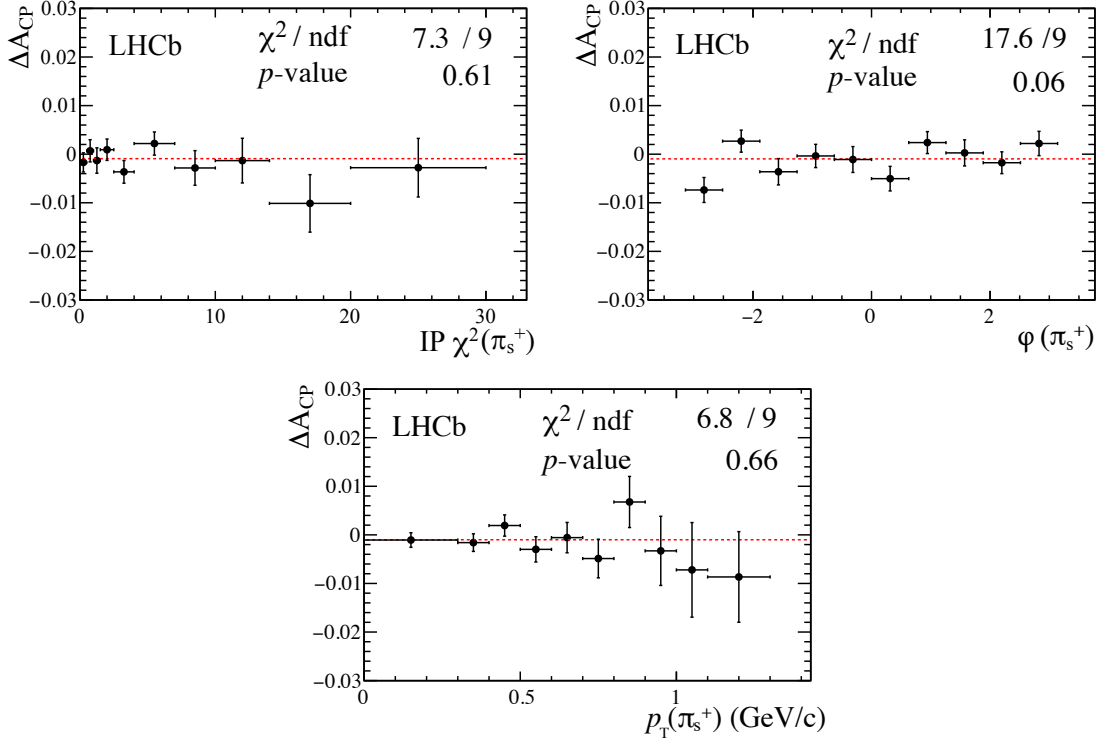 ΔA_CP
0.03
0.02
0.01
0
−0.01
−0.02
−0.03
LHCb
χ² / ndf 7.3 / 9
p-value 0.61
0 10 20 30
IP χ²(π_s⁺)
ΔA_CP
0.03
0.02
0.01
0
−0.01
−0.02
−0.03
LHCb
χ² / ndf 17.6 /9
p-value 0.06
−2 0 2
φ (π_s⁺)
ΔA_CP
0.03
0.02
0.01
0
−0.01
−0.02
−0.03
LHCb
χ² / ndf 6.8 / 9
p-value 0.66
0 0.5 1
p_T(π_s⁺) (GeV/c)